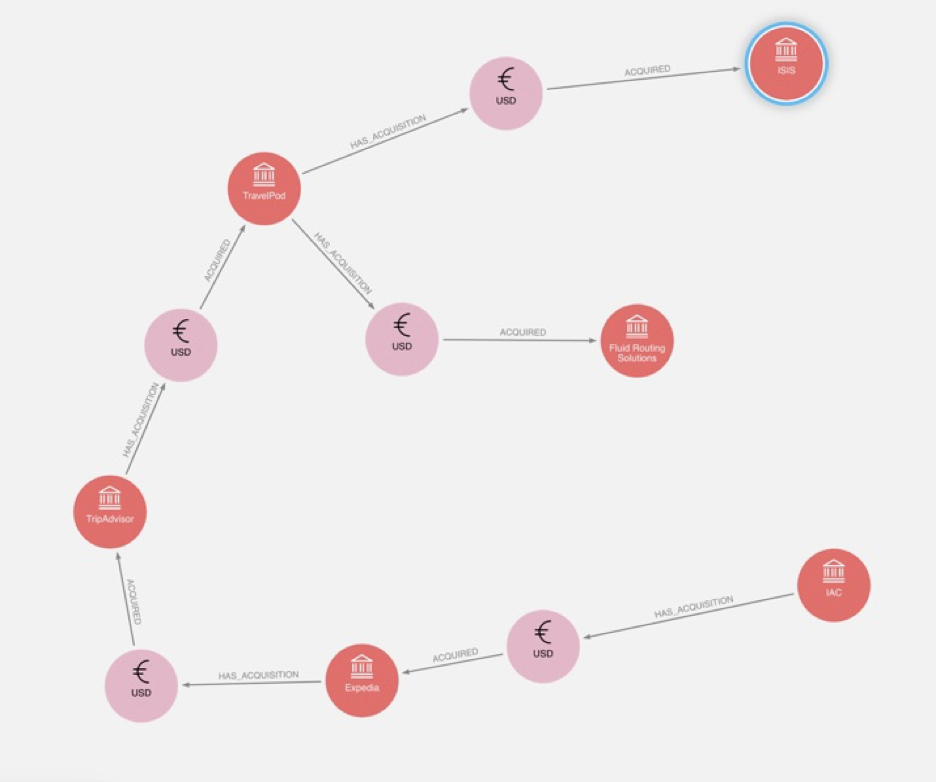 ISIS
ACQUIRED
€
USD
HAS_ACQUISITION
TravelPod
ACQUIRED
HAS_ACQUISITION
€
USD
€
USD
ACQUIRED
Fluid Routing
Solutions
HAS_ACQUISITION
TripAdvisor
ACQUIRED
IAC
HAS_ACQUISITION
€
USD
ACQUIRED
Expedia
HAS_ACQUISITION
€
USD